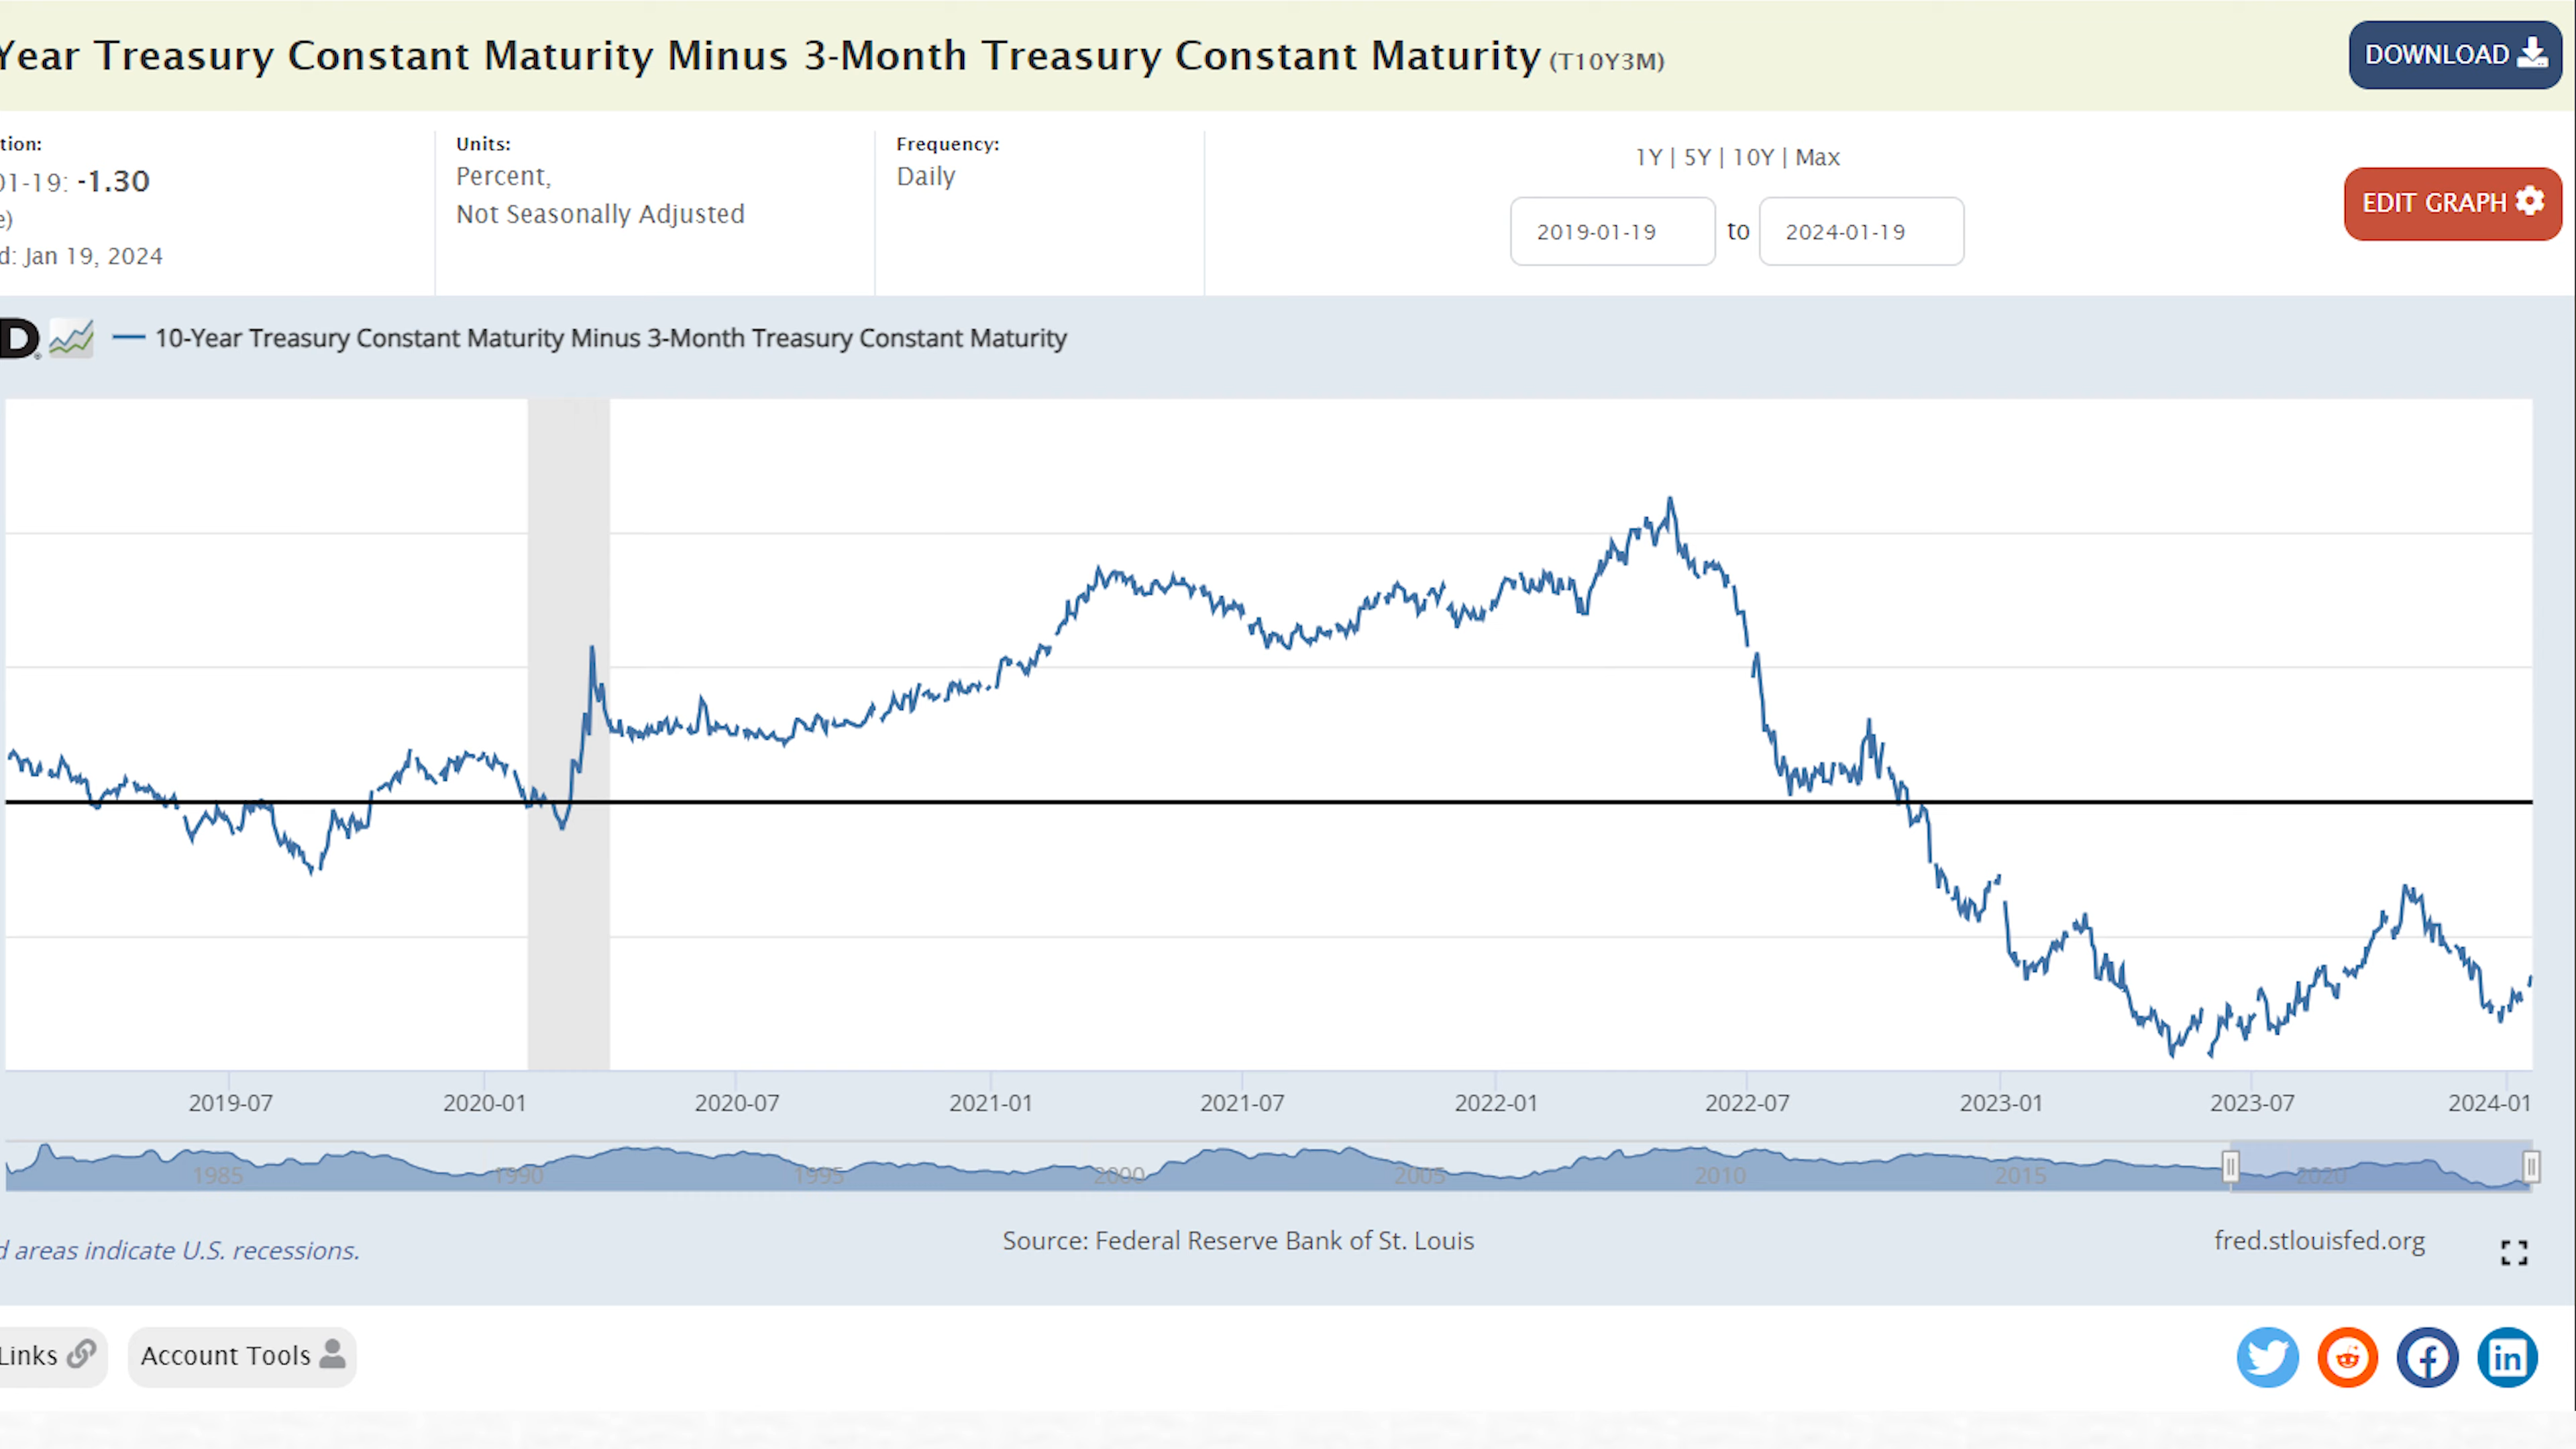 Year Treasury Constant Maturity Minus 3-Month Treasury Constant Maturity (T10Y3M)
DOWNLOAD
tion:
01-19: -1.30
e)
d: Jan 19, 2024
Units:
Percent,
Not Seasonally Adjusted
Frequency:
Daily
1Y | 5Y | 10Y | Max
2019-01-19 to 2024-01-19
EDIT GRAPH
D
10-Year Treasury Constant Maturity Minus 3-Month Treasury Constant Maturity
2019-07 2020-01 2020-07 2021-01 2021-07 2022-01 2022-07 2023-01 2023-07 2024-01
1985 1990 1995 2000 2005 2010 2015 2020
d areas indicate U.S. recessions.
Source: Federal Reserve Bank of St. Louis
fred.stlouisfed.org
Links
Account Tools
in